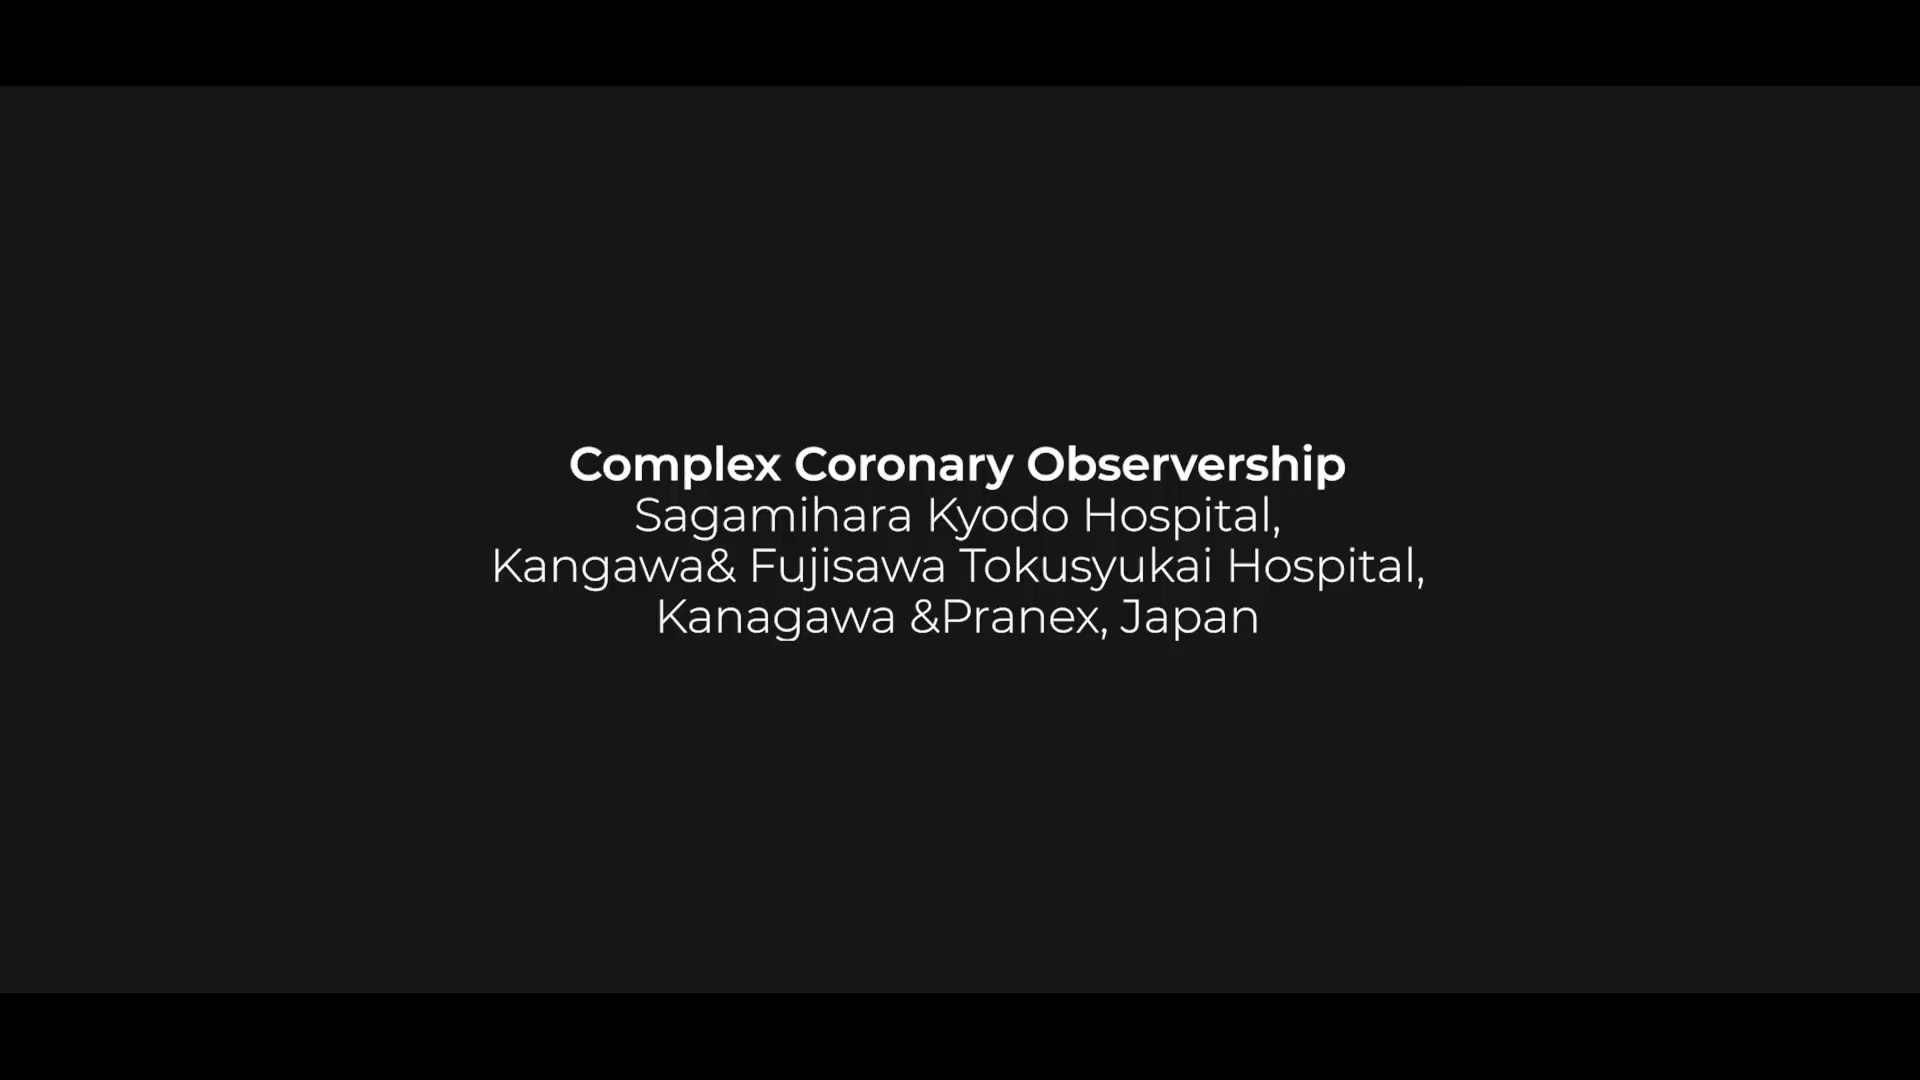 Complex Coronary Observership
Sagamihara Kyodo Hospital,
Kangawa& Fujisawa Tokusyukai Hospital,
Kanagawa &Pranex, Japan